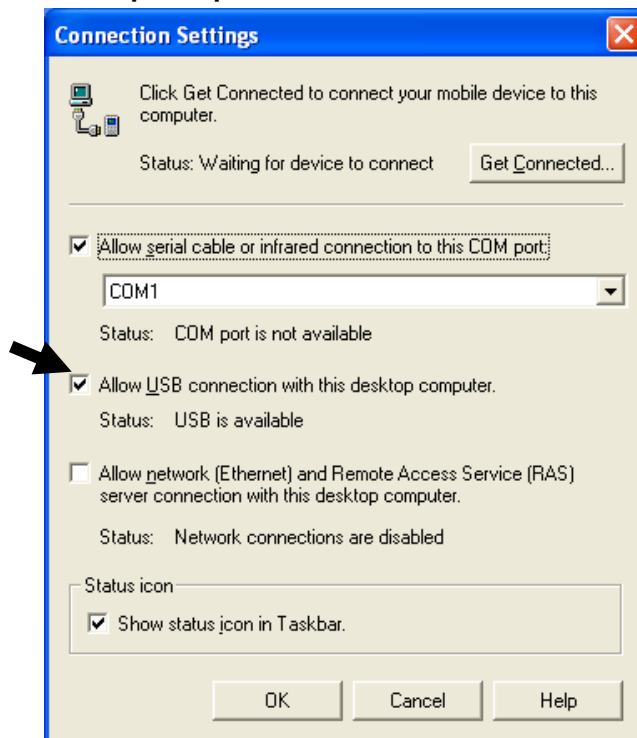 Connection Settings
Click Get Connected to connect your mobile device to this
computer.
Status: Waiting for device to connect
Get Connected...
Allow serial cable or infrared connection to this COM port:
COM1
Status: COM port is not available
Allow USB connection with this desktop computer.
Status: USB is available
Allow network (Ethernet) and Remote Access Service (RAS)
server connection with this desktop computer.
Status: Network connections are disabled
Status icon
Show status icon in Taskbar.
OK
Cancel
Help